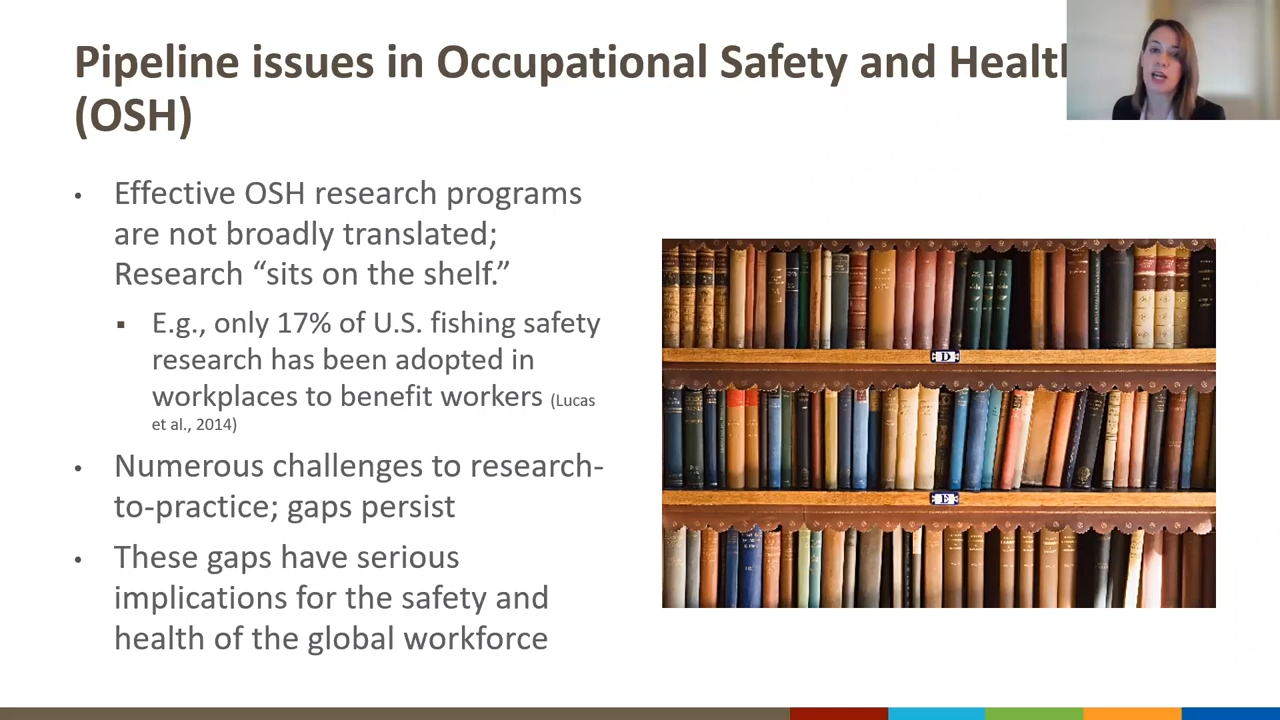 Pipeline issues in Occupational Safety and Health
(OSH)
• Effective OSH research programs
are not broadly translated;
Research “sits on the shelf.”
▪ E.g., only 17% of U.S. fishing safety
research has been adopted in
workplaces to benefit workers (Lucas
et al., 2014)
• Numerous challenges to research-
to-practice; gaps persist
• These gaps have serious
implications for the safety and
health of the global workforce
D
E